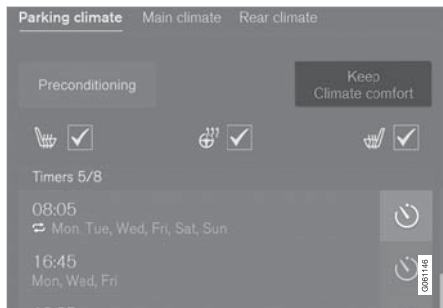 Parking climate Main climate Rear climate
Preconditioning
Keep
Climate comfort
Timers 5/8
08:05
Mon, Tue, Wed, Fri, Sat, Sun
16:45
Mon, Wed, Fri
G061146